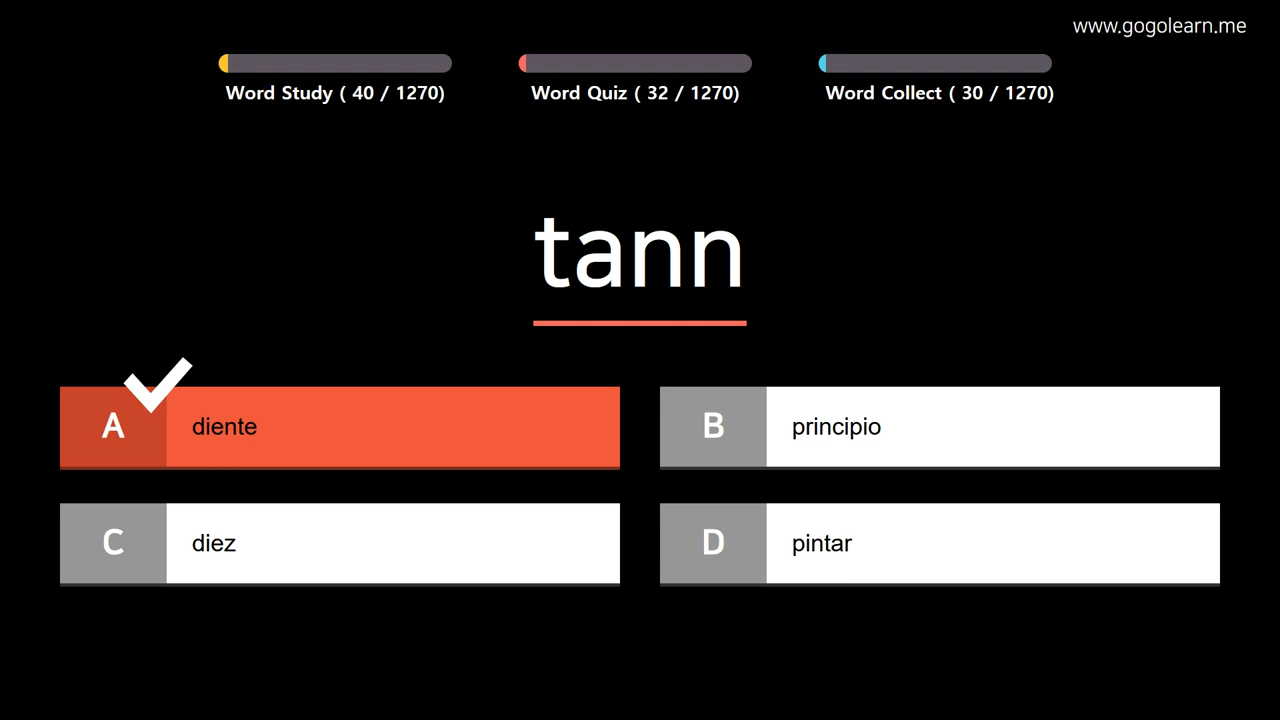 www.gogolearn.me
Word Study ( 40 / 1270)
Word Quiz ( 32 / 1270)
Word Collect ( 30 / 1270)
tann
A diente
B principio
C diez
D pintar